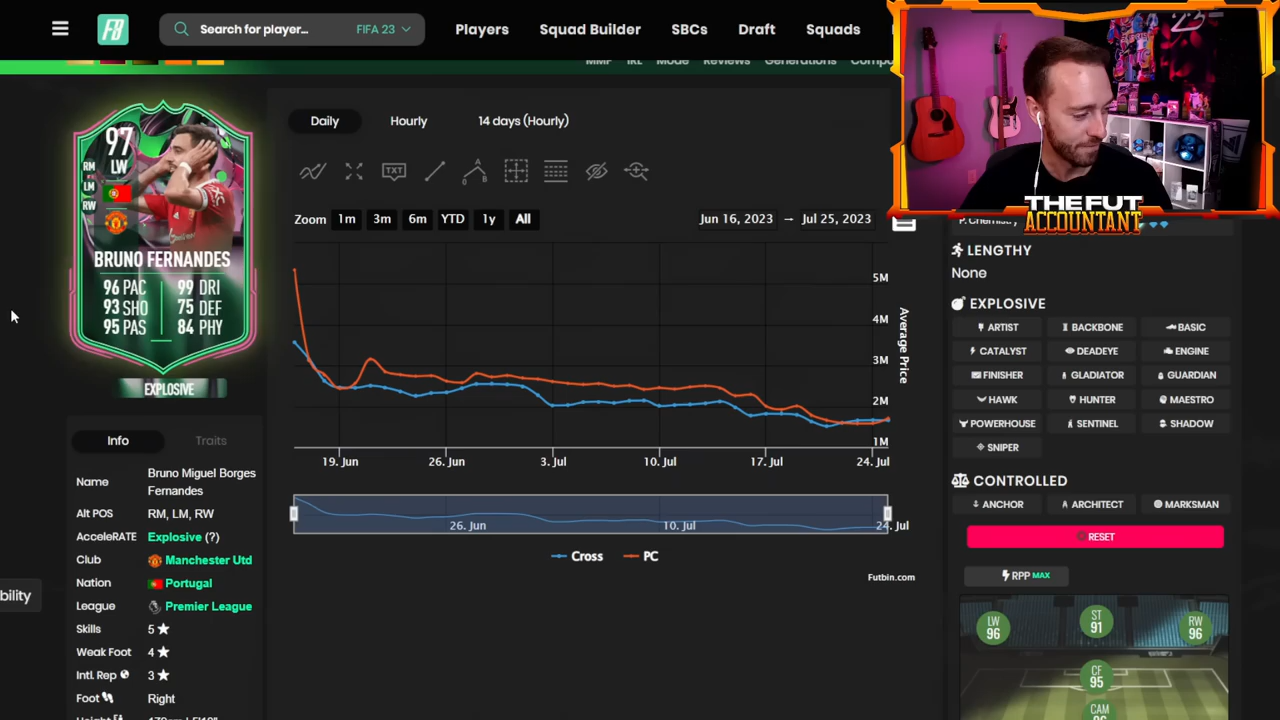 FB
Search for player... FIFA 23
Players
Squad Builder
SBCs
Draft
Squads
Reviews
Generations
97
LW
RM
LM
RW
BRUNO FERNANDES
96 PAC 99 DRI
93 SHO 75 DEF
95 PAS 84 PHY
EXPLOSIVE
Info
Traits
Name Bruno Miguel Borges
Fernandes
Alt POS RM, LM, RW
AcceleRATE Explosive (?)
Club Manchester Utd
Nation Portugal
League Premier League
Skills 5
Weak Foot 4
Intl. Rep 3
Foot Right
bility
Daily
Hourly
14 days (Hourly)
TXT
A
B
Zoom 1m 3m 6m YTD 1y All
Jun 16, 2023 → Jul 25, 2023
5M
4M
3M
2M
1M
Average Price
19. Jun 26. Jun 3. Jul 10. Jul 17. Jul 24. Jul
26. Jun 10. Jul 24. Jul
Cross PC
Futbin.com
THE FUT
ACCOUNTANT
LENGTHY
None
EXPLOSIVE
ARTIST BACKBONE BASIC
CATALYST DEADEYE ENGINE
FINISHER GLADIATOR GUARDIAN
HAWK HUNTER MAESTRO
POWERHOUSE SENTINEL SHADOW
SNIPER
CONTROLLED
ANCHOR ARCHITECT MARKSMAN
RESET
RPP MAX
LW
96
ST
91
RW
96
CF
95
CAM